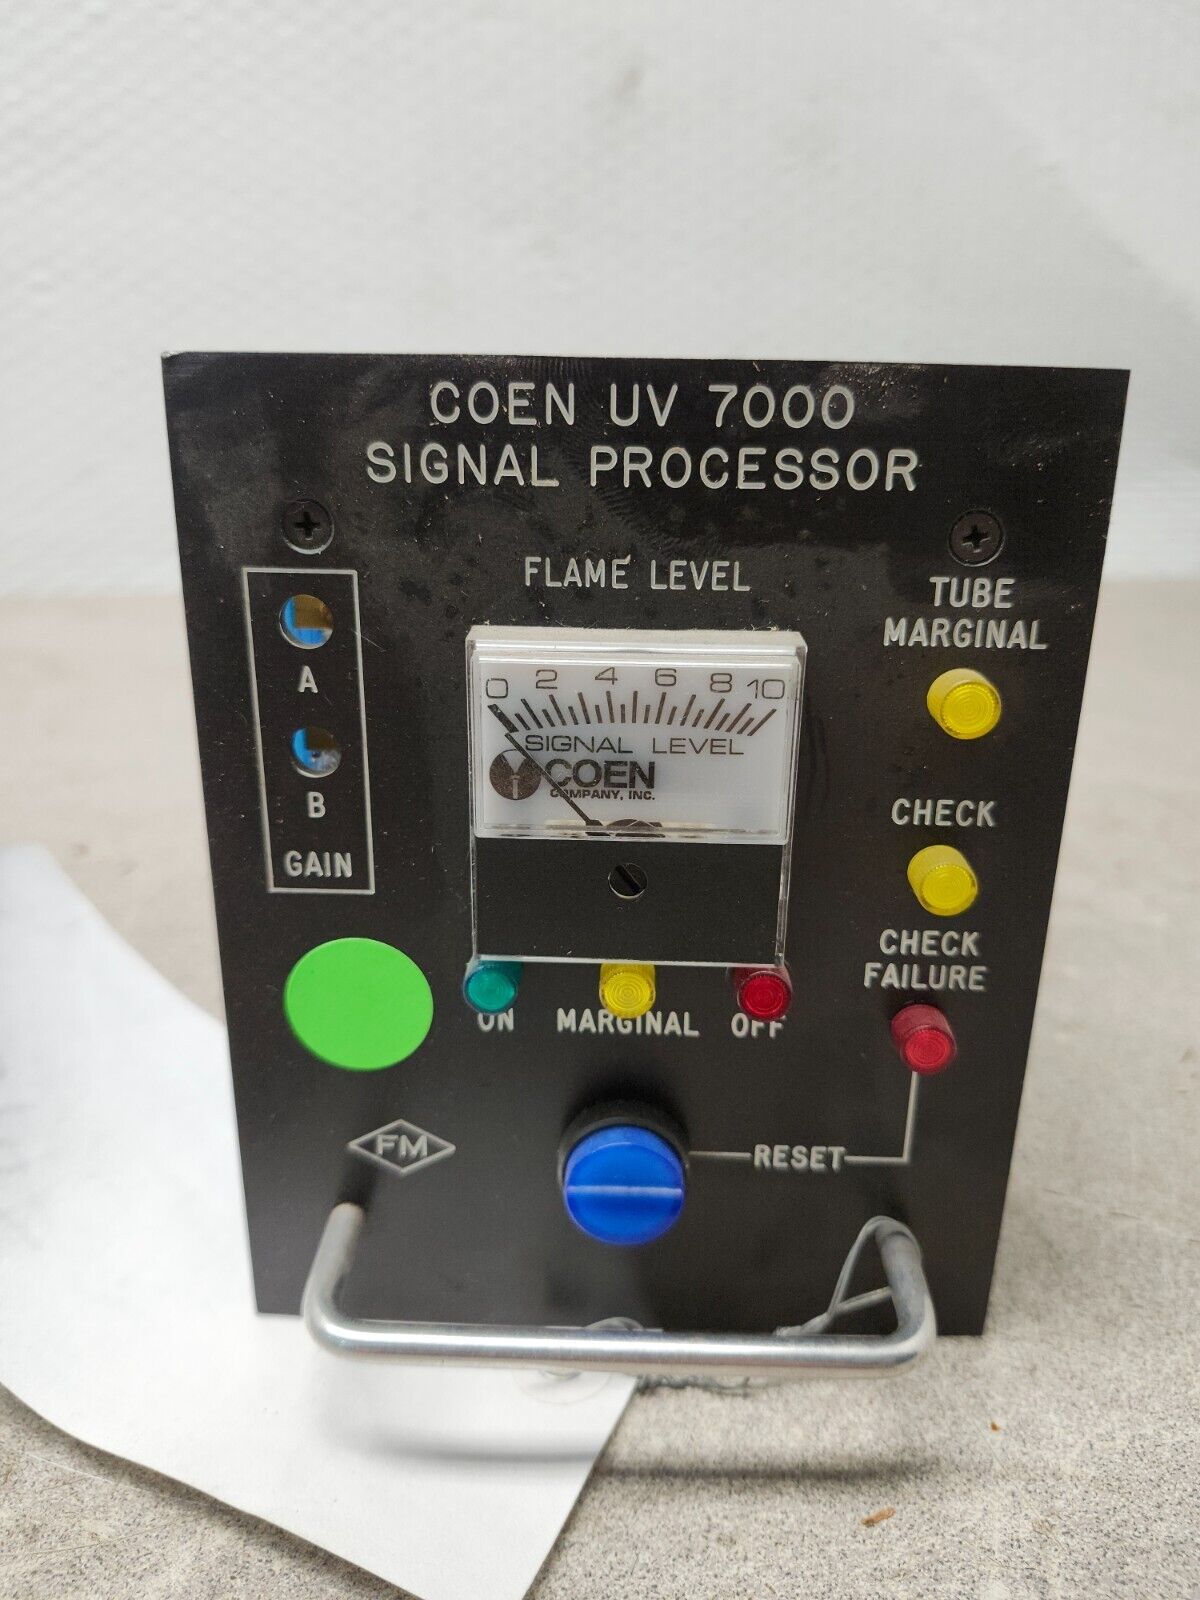 COEN UV 7000
SIGNAL PROCESSOR
FLAME LEVEL
TUBE
MARGINAL
0 2 4 6 8 10
SIGNAL LEVEL
COEN
COMPANY, INC.
A
B
GAIN
CHECK
CHECK
FAILURE
ON MARGINAL OFF
FM
RESET